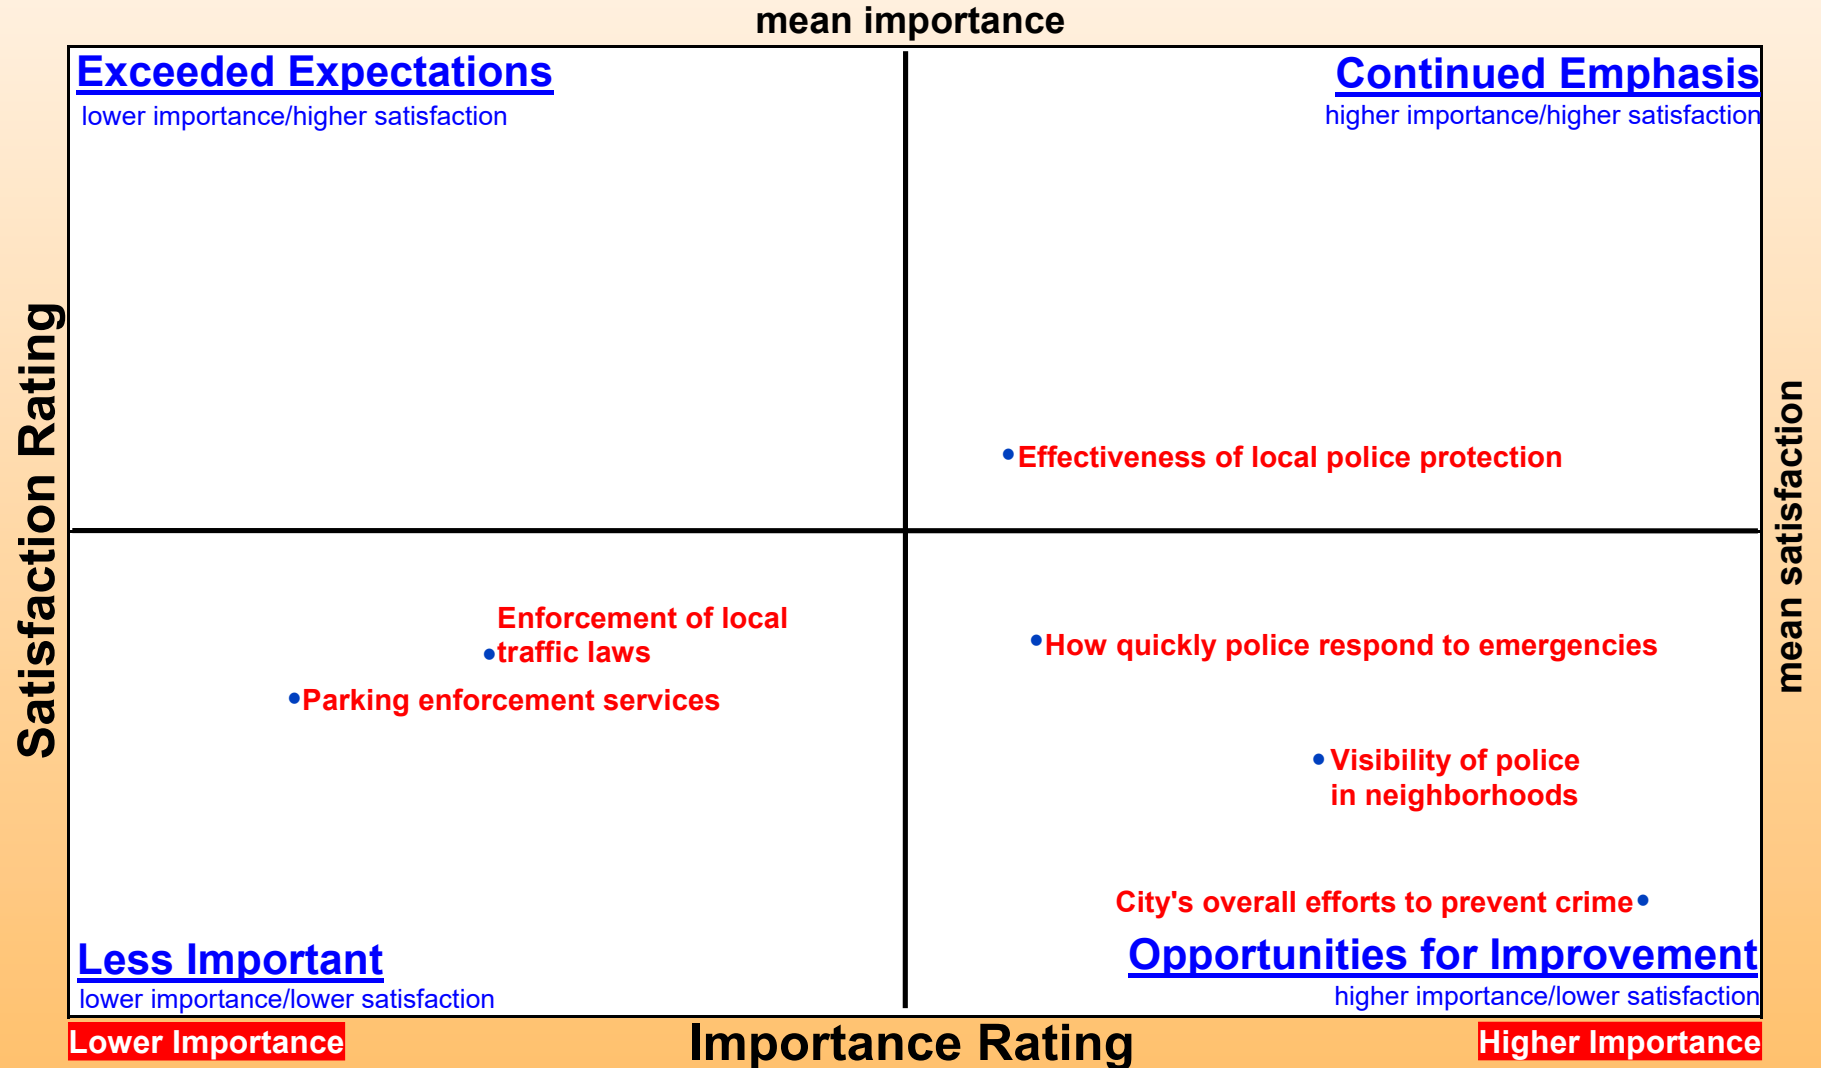 mean importance
Exceeded Expectations
lower importance/higher satisfaction
Continued Emphasis
higher importance/higher satisfaction
Satisfaction Rating
mean satisfaction
Effectiveness of local police protection
Enforcement of local
traffic laws
Parking enforcement services
How quickly police respond to emergencies
Visibility of police
in neighborhoods
City's overall efforts to prevent crime
Less Important
lower importance/lower satisfaction
Opportunities for Improvement
higher importance/lower satisfaction
Lower Importance
Importance Rating
Higher Importance